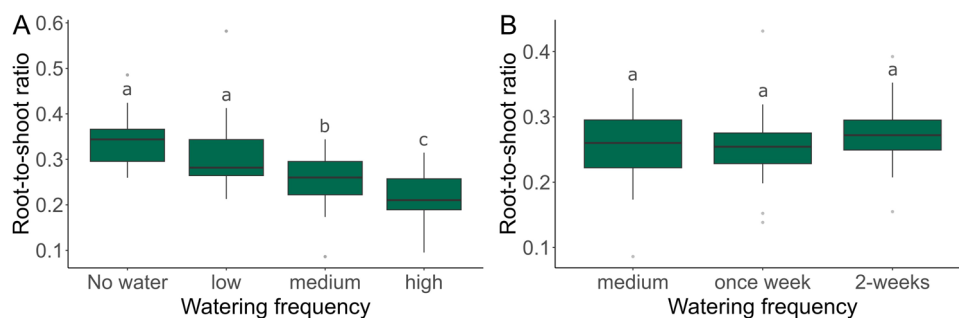 A
Root-to-shoot ratio
0.6
0.5
0.4
0.3
0.2
0.1
a
a
b
c
No water low medium high
Watering frequency
B
Root-to-shoot ratio
0.4
0.3
0.2
0.1
a
a
a
medium once week 2-weeks
Watering frequency